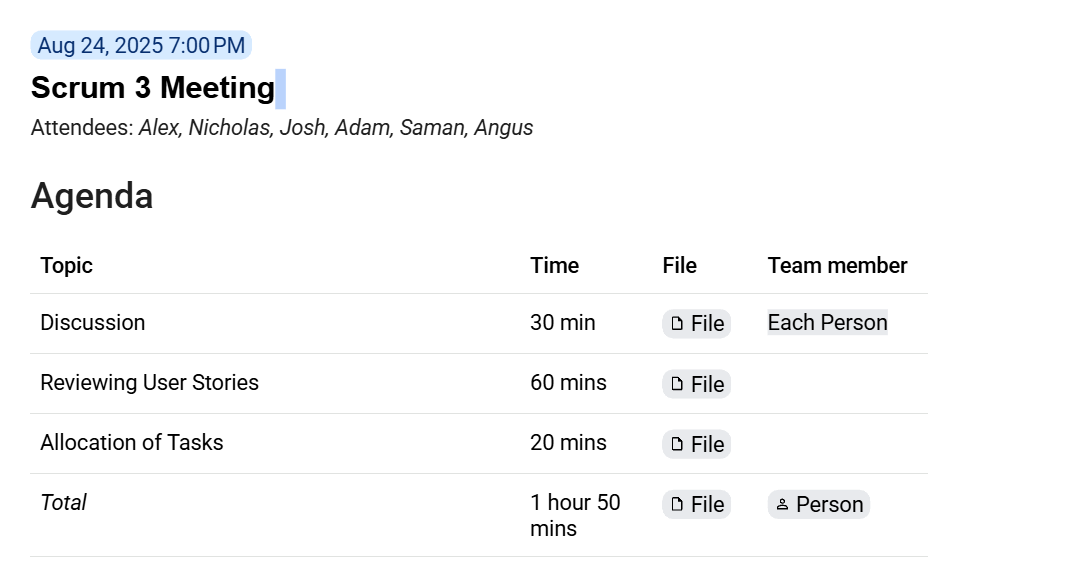 Aug 24, 2025 7:00 PM
Scrum 3 Meeting
Attendees: Alex, Nicholas, Josh, Adam, Saman, Angus
Agenda
Topic Time File Team member
Discussion 30 min File Each Person
Reviewing User Stories 60 mins File
Allocation of Tasks 20 mins File
Total 1 hour 50 File Person
mins